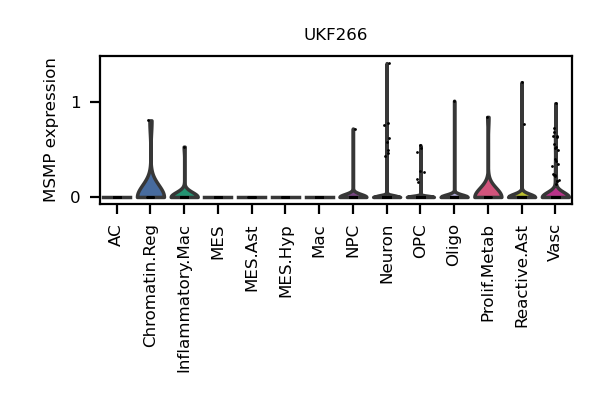 UKF266
MSMP expression
1
0
AC
Chromatin.Reg
Inflammatory.Mac
MES
MES.Ast
MES.Hyp
Mac
NPC
Neuron
OPC
Oligo
Prolif.Metab
Reactive.Ast
Vasc